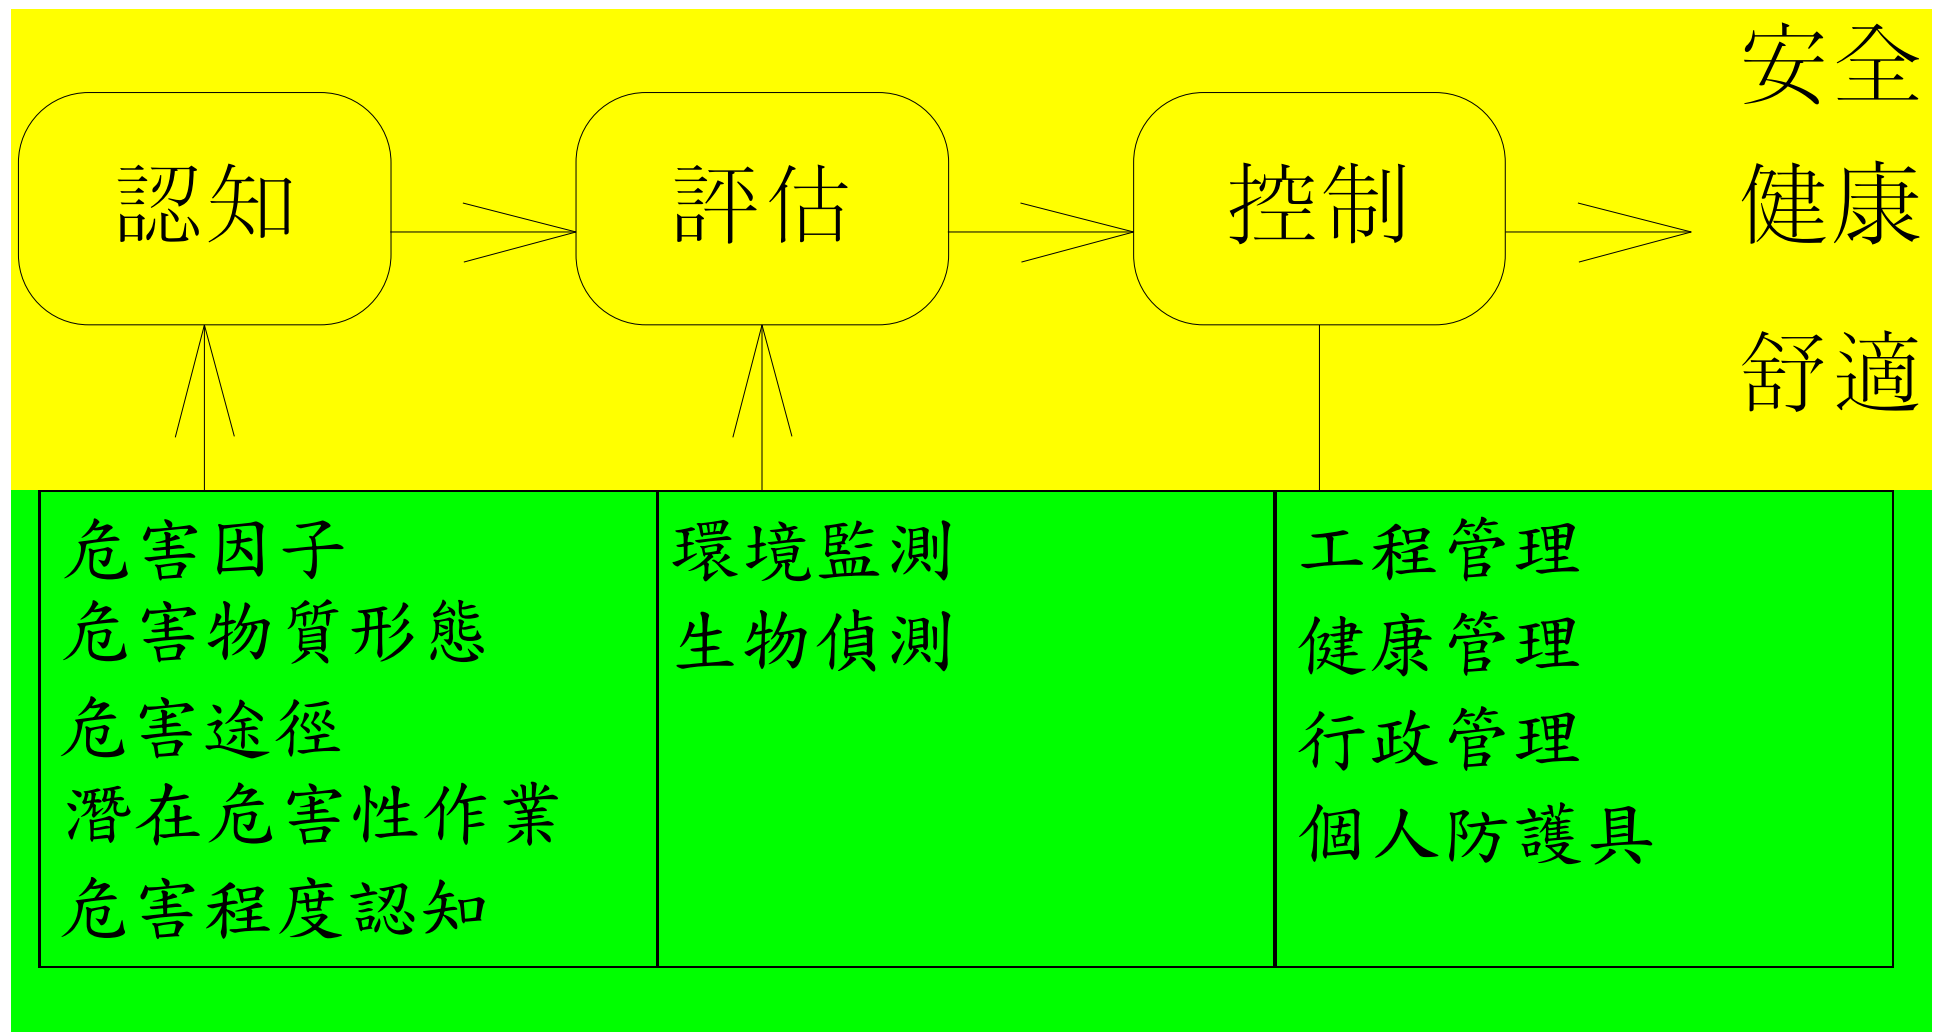 認知
評估
控制
安全
健康
舒適
危害因子
危害物質形態
危害途徑
潛在危害性作業
危害程度認知
環境監測
生物偵測
工程管理
健康管理
行政管理
個人防護具